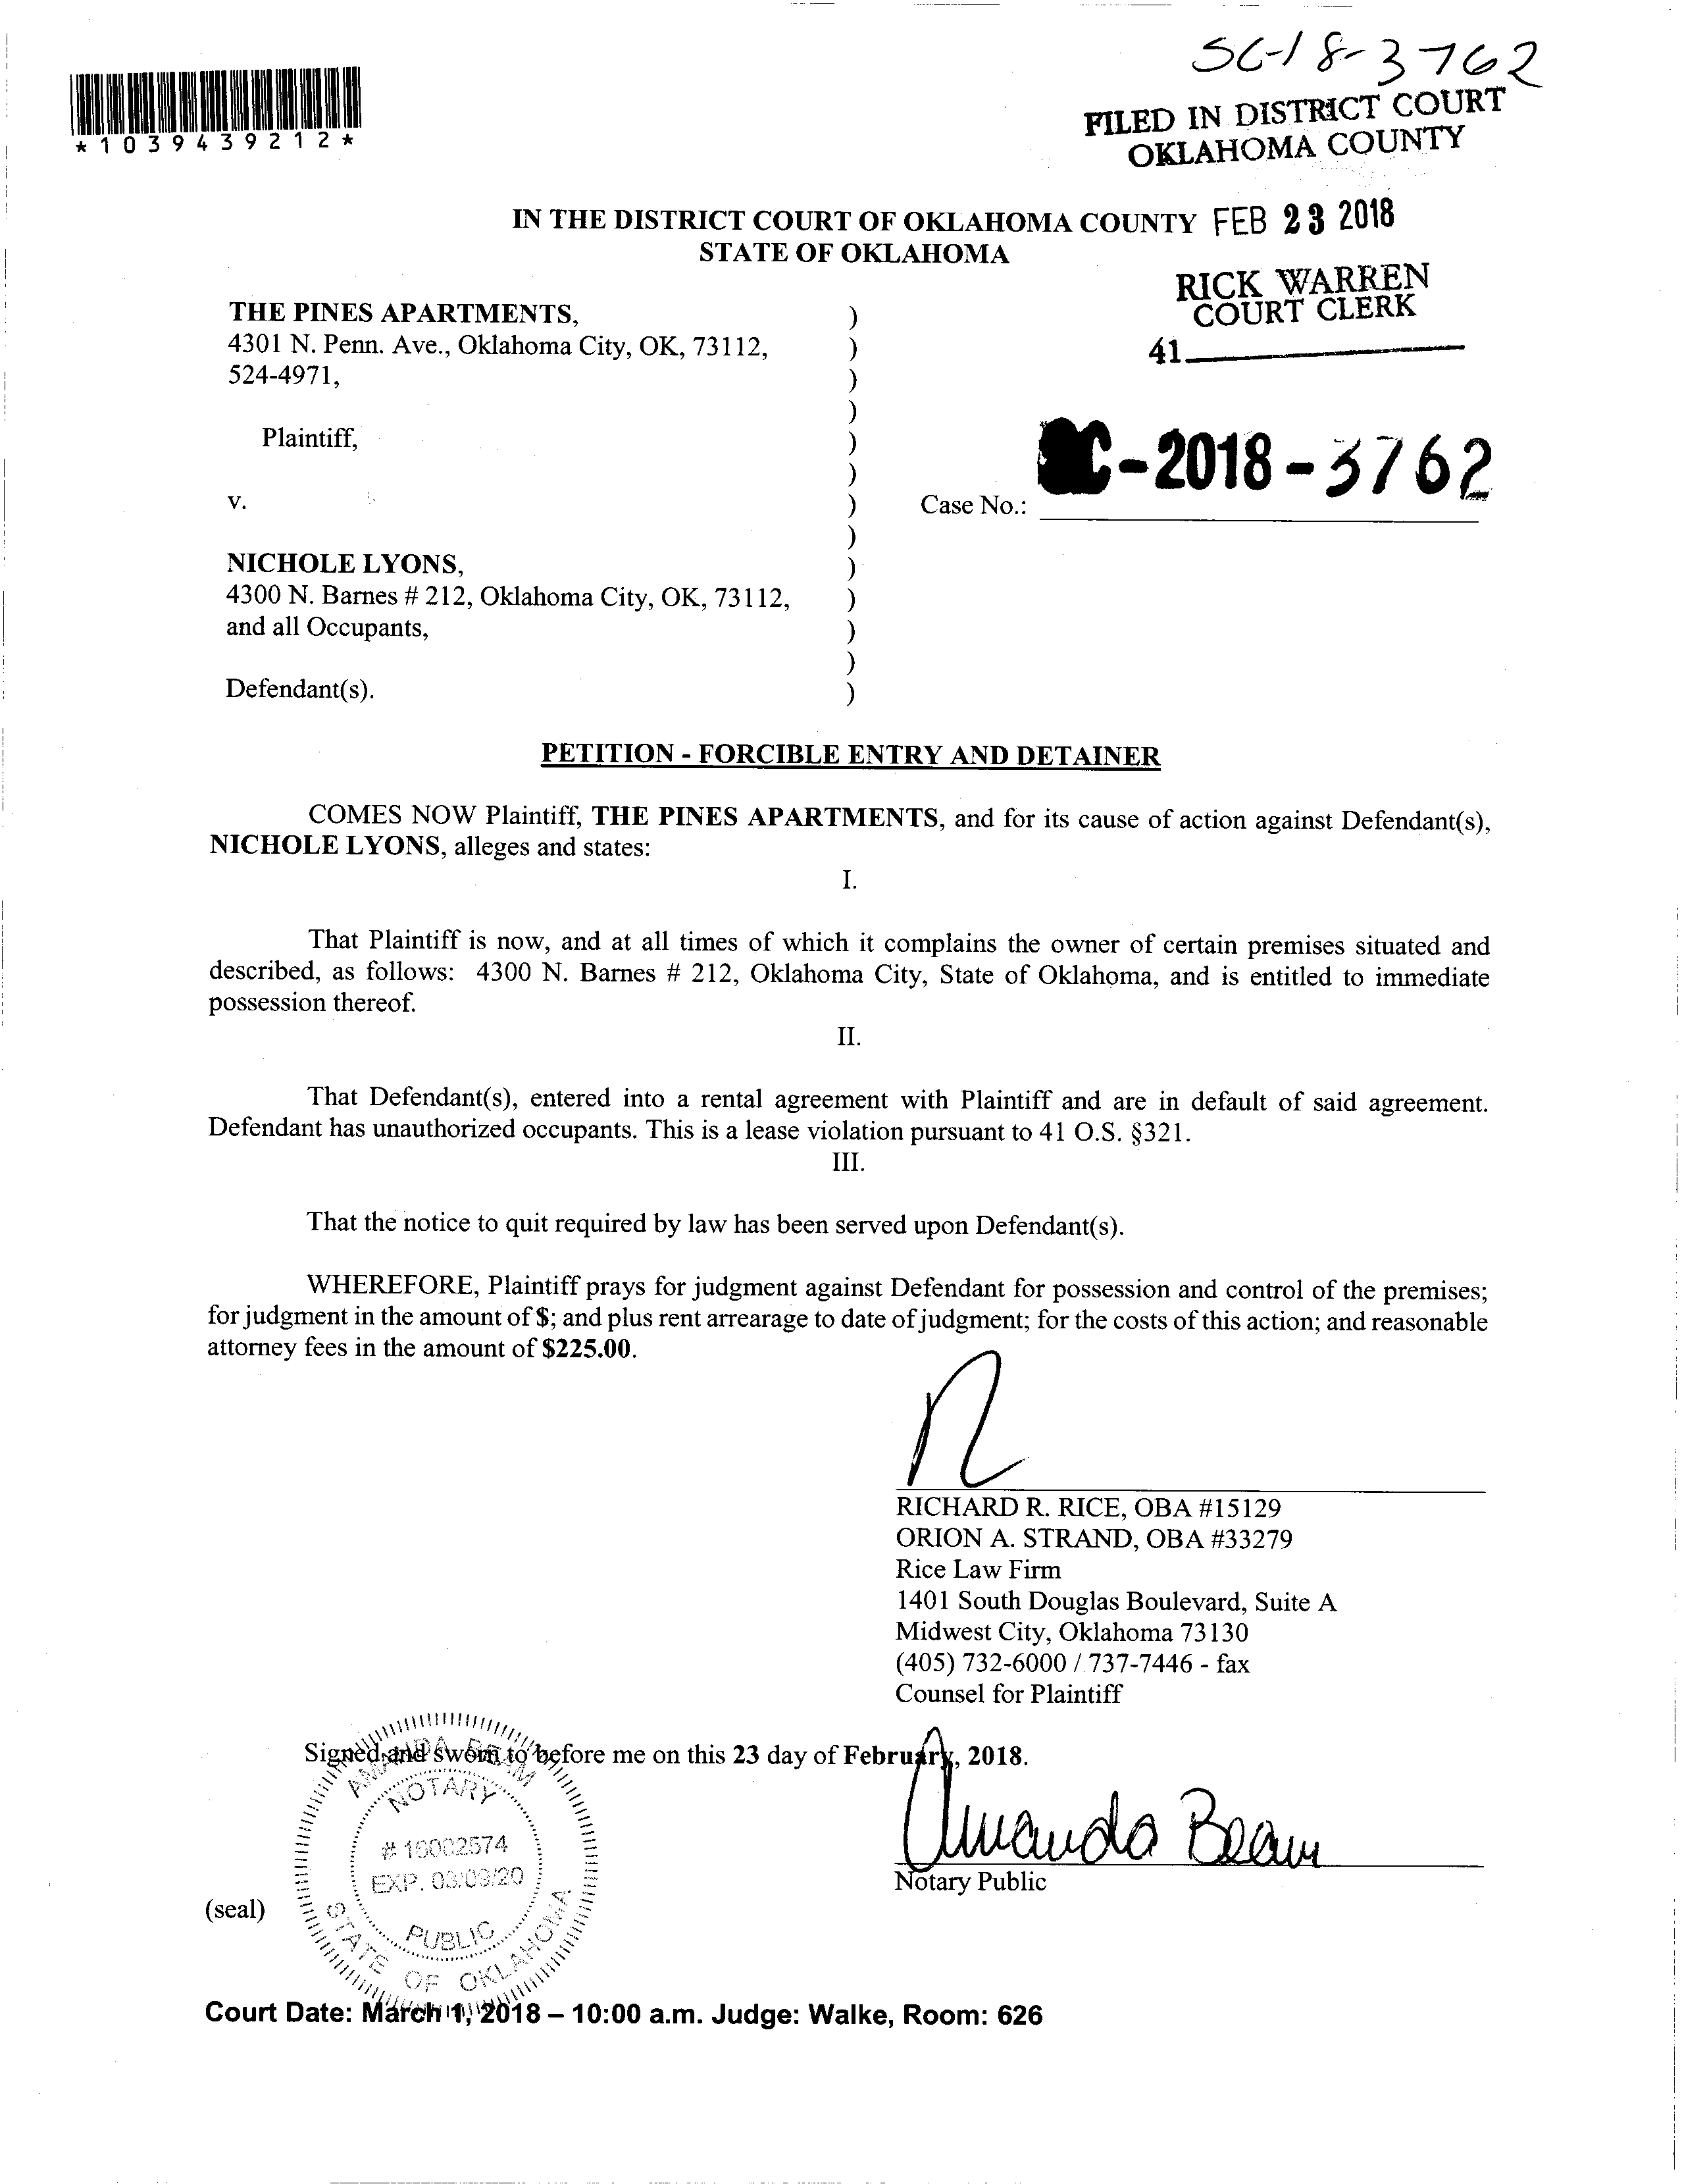 SC-18-3762
*1039439212*
FILED IN DISTRICT COURT
OKLAHOMA COUNTY
IN THE DISTRICT COURT OF OKLAHOMA COUNTY FEB 23 2018
STATE OF OKLAHOMA
RICK WARREN
COURT CLERK
41
THE PINES APARTMENTS, )
4301 N. Penn. Ave., Oklahoma City, OK, 73112, )
524-4971, )
)
Plaintiff, )
)
v. ) Case No.: SC-2018-3762
)
NICHOLE LYONS, )
4300 N. Barnes # 212, Oklahoma City, OK, 73112, )
and all Occupants, )
)
Defendant(s). )
PETITION - FORCIBLE ENTRY AND DETAINER
COMES NOW Plaintiff, THE PINES APARTMENTS, and for its cause of action against Defendant(s),
NICHOLE LYONS, alleges and states:
I.
That Plaintiff is now, and at all times of which it complains the owner of certain premises situated and
described, as follows: 4300 N. Barnes # 212, Oklahoma City, State of Oklahoma, and is entitled to immediate
possession thereof.
II.
That Defendant(s), entered into a rental agreement with Plaintiff and are in default of said agreement.
Defendant has unauthorized occupants. This is a lease violation pursuant to 41 O.S. §321.
III.
That the notice to quit required by law has been served upon Defendant(s).
WHEREFORE, Plaintiff prays for judgment against Defendant for possession and control of the premises;
for judgment in the amount of $; and plus rent arrearage to date of judgment; for the costs of this action; and reasonable
attorney fees in the amount of $225.00.
RICHARD R. RICE, OBA #15129
ORION A. STRAND, OBA #33279
Rice Law Firm
1401 South Douglas Boulevard, Suite A
Midwest City, Oklahoma 73130
(405) 732-6000 / 737-7446 - fax
Counsel for Plaintiff
Signed and sworn to before me on this 23 day of February, 2018.
AMANDA BEAM
NOTARY
# 16002574
EXP. 03/09/20
PUBLIC
STATE OF OKLAHOMA
Amanda Beam
Notary Public
(seal)
Court Date: March 1, 2018 – 10:00 a.m. Judge: Walke, Room: 626